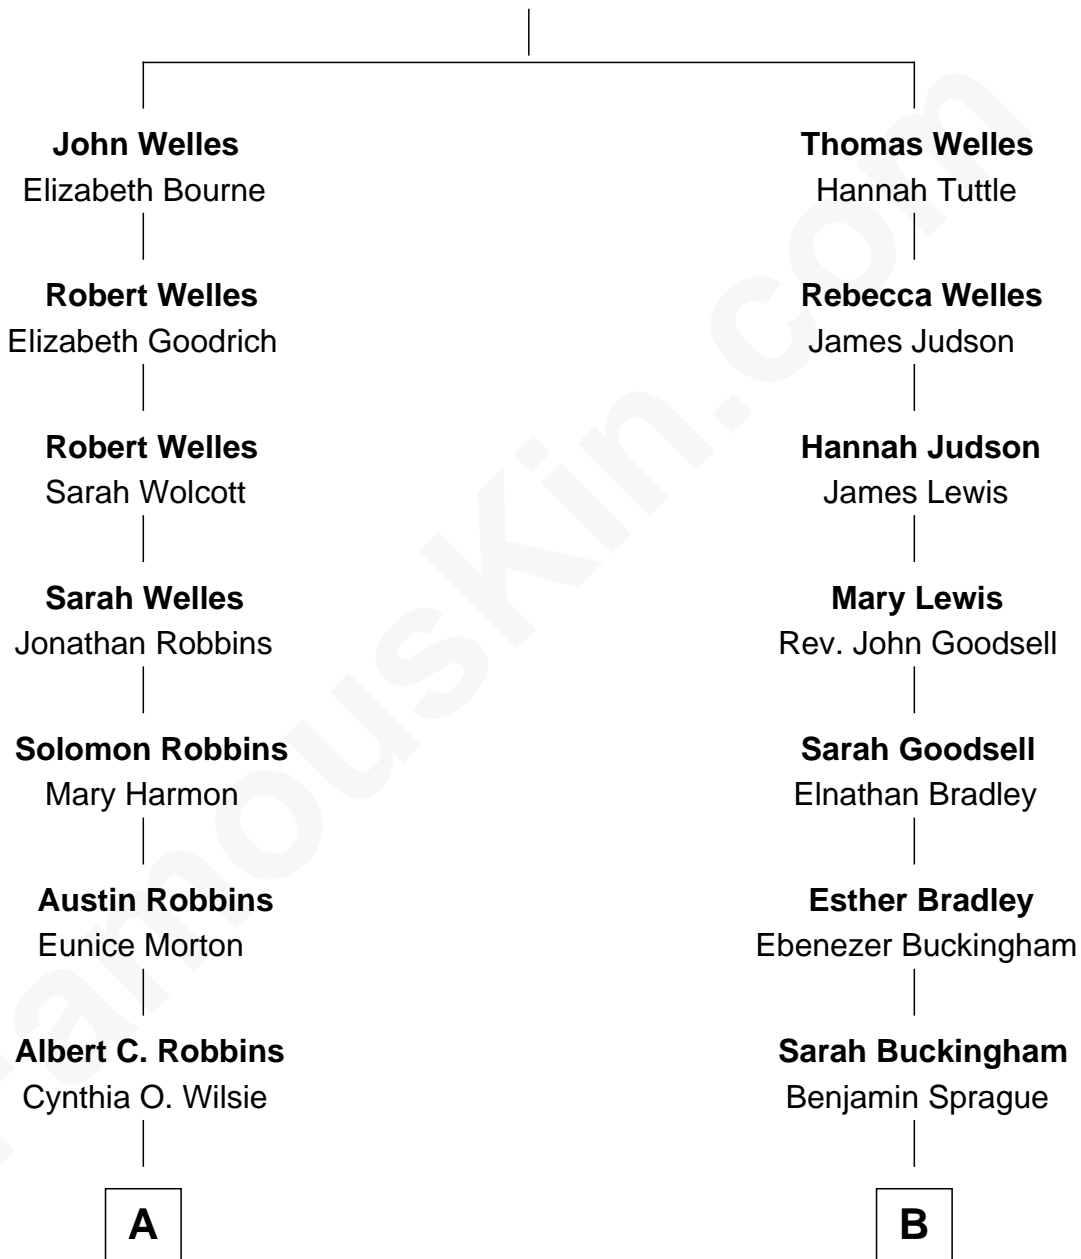 John Welles
Elizabeth Bourne
Robert Welles
Elizabeth Goodrich
Robert Welles
Sarah Wolcott
Sarah Welles
Jonathan Robbins
Solomon Robbins
Mary Harmon
Austin Robbins
Eunice Morton
Albert C. Robbins
Cynthia O. Wilsie
A
Thomas Welles
Hannah Tuttle
Rebecca Welles
James Judson
Hannah Judson
James Lewis
Mary Lewis
Rev. John Goodsell
Sarah Goodsell
Elnathan Bradley
Esther Bradley
Ebenezer Buckingham
Sarah Buckingham
Benjamin Sprague
B
FamousKin.com